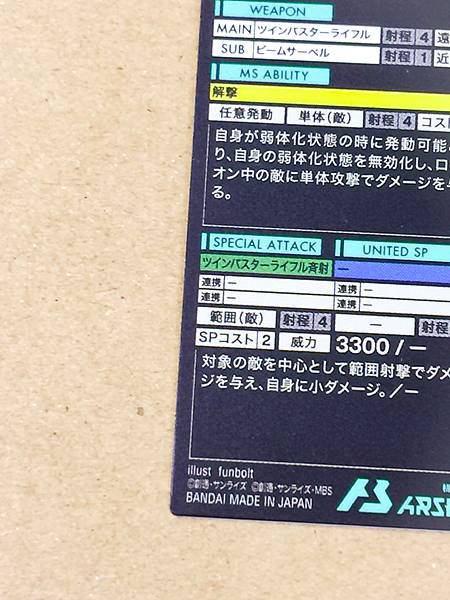 WEAPON
MAIN ツインバスターライフル 射程 4 遠
SUB ビームサーベル 射程 1 近
MS ABILITY
解撃
任意発動 単体(敵) 射程 4 コス
自身が弱体化状態の時に発動可能
り、自身の弱体化状態を無効化し、ロ
オン中の敵に単体攻撃でダメージを与
る。
SPECIAL ATTACK UNITED SP
ツインバスターライフル斉射 ー
連携 ー 連携 ー
連携 ー 連携 ー
範囲(敵) 射程 4 ー 射程
SPコスト 2 威力 3300/ー
対象の敵を中心として範囲射撃でダメ
ージを与え、自身に小ダメージ。/ー
illust funbolt
©創通・サンライズ ©創通・サンライズ・MBS
BANDAI MADE IN JAPAN
ARSE